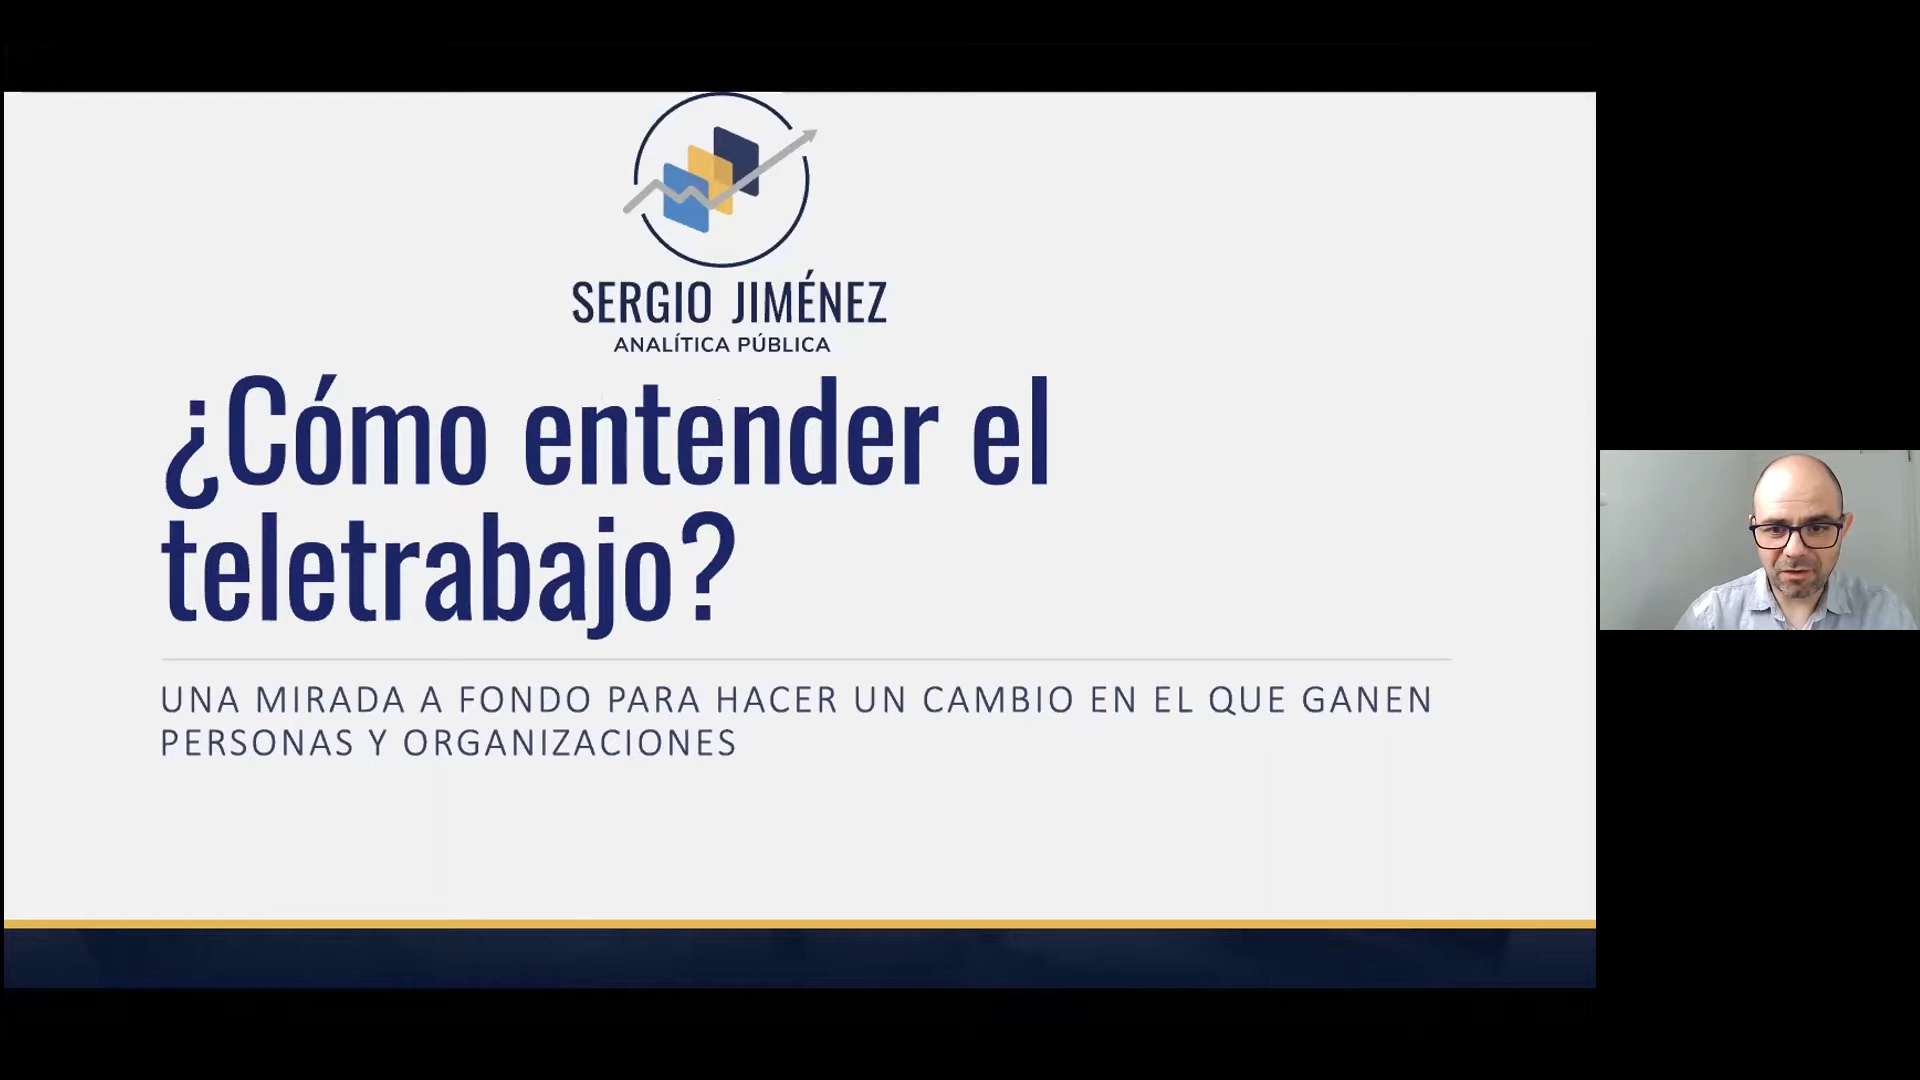 SERGIO JIMÉNEZ
ANALÍTICA PÚBLICA
¿Cómo entender el
teletrabajo?
UNA MIRADA A FONDO PARA HACER UN CAMBIO EN EL QUE GANEN
PERSONAS Y ORGANIZACIONES